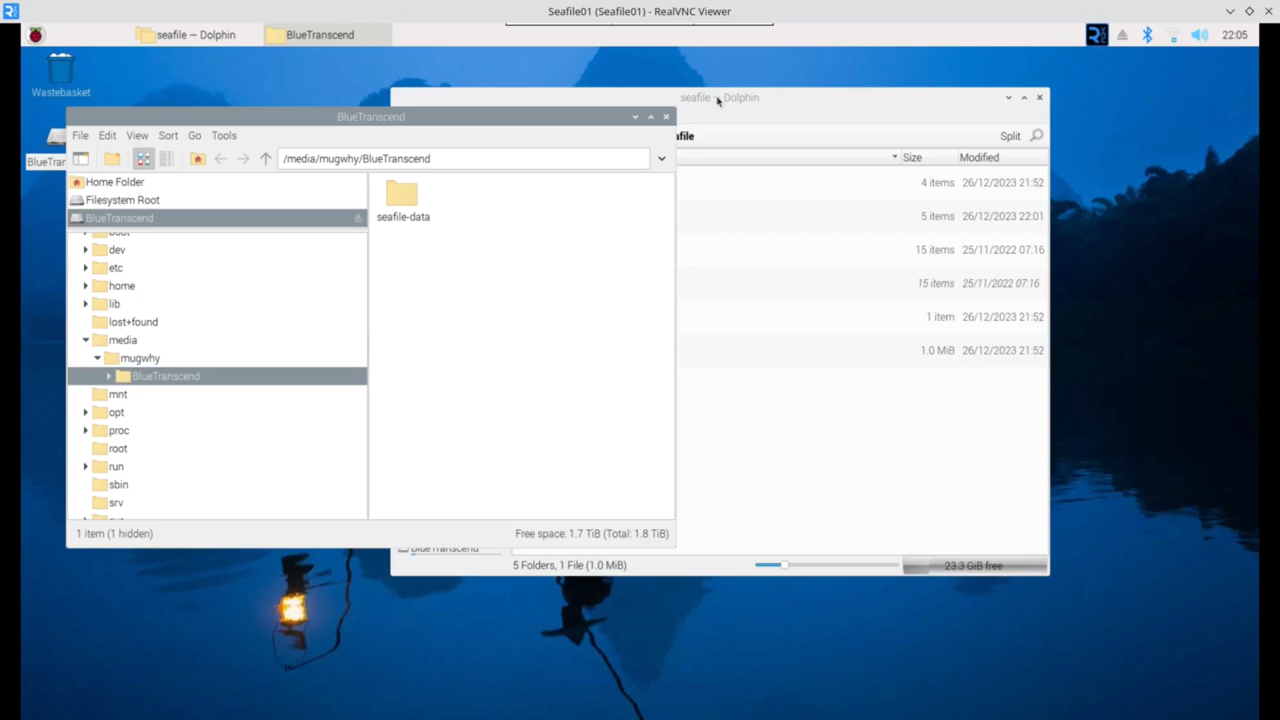 Seafile01 (Seafile01) - RealVNC Viewer
seafile — Dolphin
BlueTranscend
22:05
Wastebasket
BlueTran
seafile — Dolphin
afile
Split
Size
Modified
4 items 26/12/2023 21:52
5 items 26/12/2023 22:01
15 items 25/11/2022 07:16
15 items 25/11/2022 07:16
1 item 26/12/2023 21:52
1.0 MiB 26/12/2023 21:52
BlueTranscend
5 Folders, 1 File (1.0 MiB)
23.3 GiB free
BlueTranscend
File Edit View Sort Go Tools
/media/mugwhy/BlueTranscend
Home Folder
Filesystem Root
BlueTranscend
boot
dev
etc
home
lib
lost+found
media
mugwhy
BlueTranscend
mnt
opt
proc
root
run
sbin
srv
seafile-data
1 item (1 hidden)
Free space: 1.7 TiB (Total: 1.8 TiB)